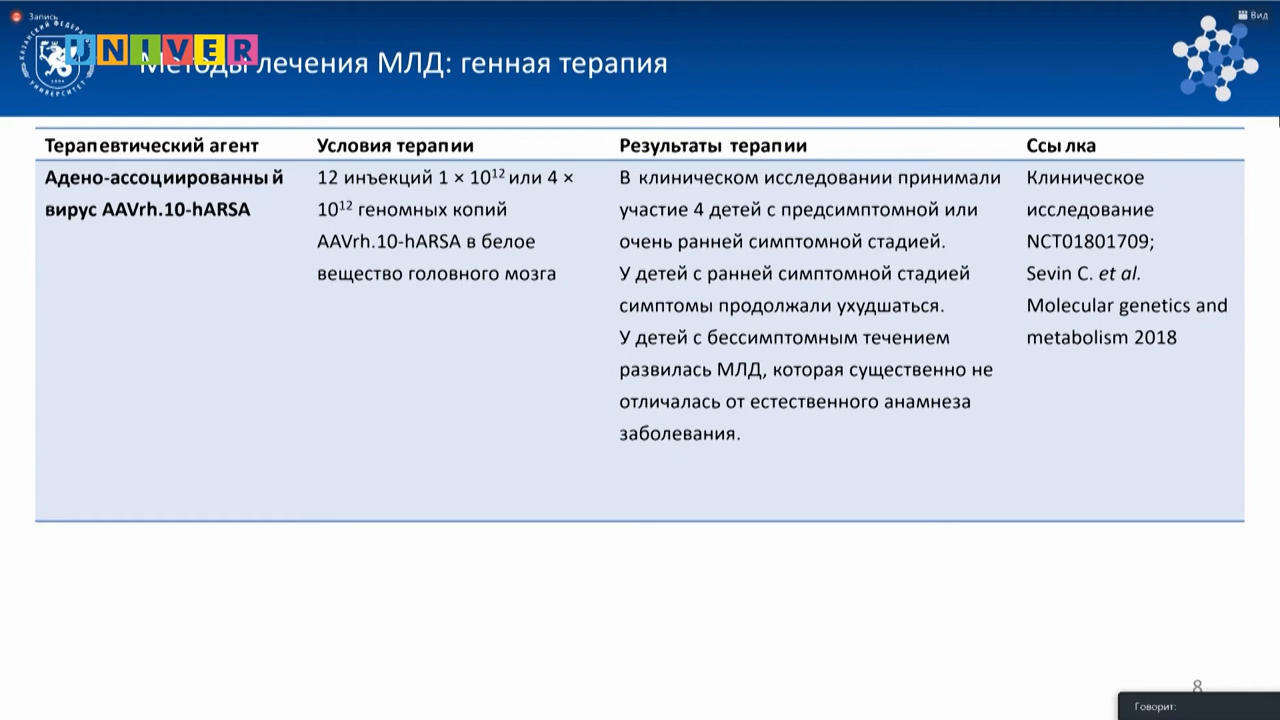 Запись
Вид
КАЗАНСКИЙ ФЕДЕРАЛЬНЫЙ УНИВЕРСИТЕТ
1804
UNIVER
Методы лечения МЛД: генная терапия
Терапевтический агент
Условия терапии
Результаты терапии
Ссылка
Адено-ассоциированный
вирус AAVrh.10-hARSA
12 инъекций 1 × 10¹² или 4 ×
10¹² геномных копий
AAVrh.10-hARSA в белое
вещество головного мозга
В клиническом исследовании принимали
участие 4 детей с предсимптомной или
очень ранней симптомной стадией.
У детей с ранней симптомной стадией
симптомы продолжали ухудшаться.
У детей с бессимптомным течением
развилась МЛД, которая существенно не
отличалась от естественного анамнеза
заболевания.
Клиническое
исследование
NCT01801709;
Sevin C. et al.
Molecular genetics and
metabolism 2018
8
Говорит: